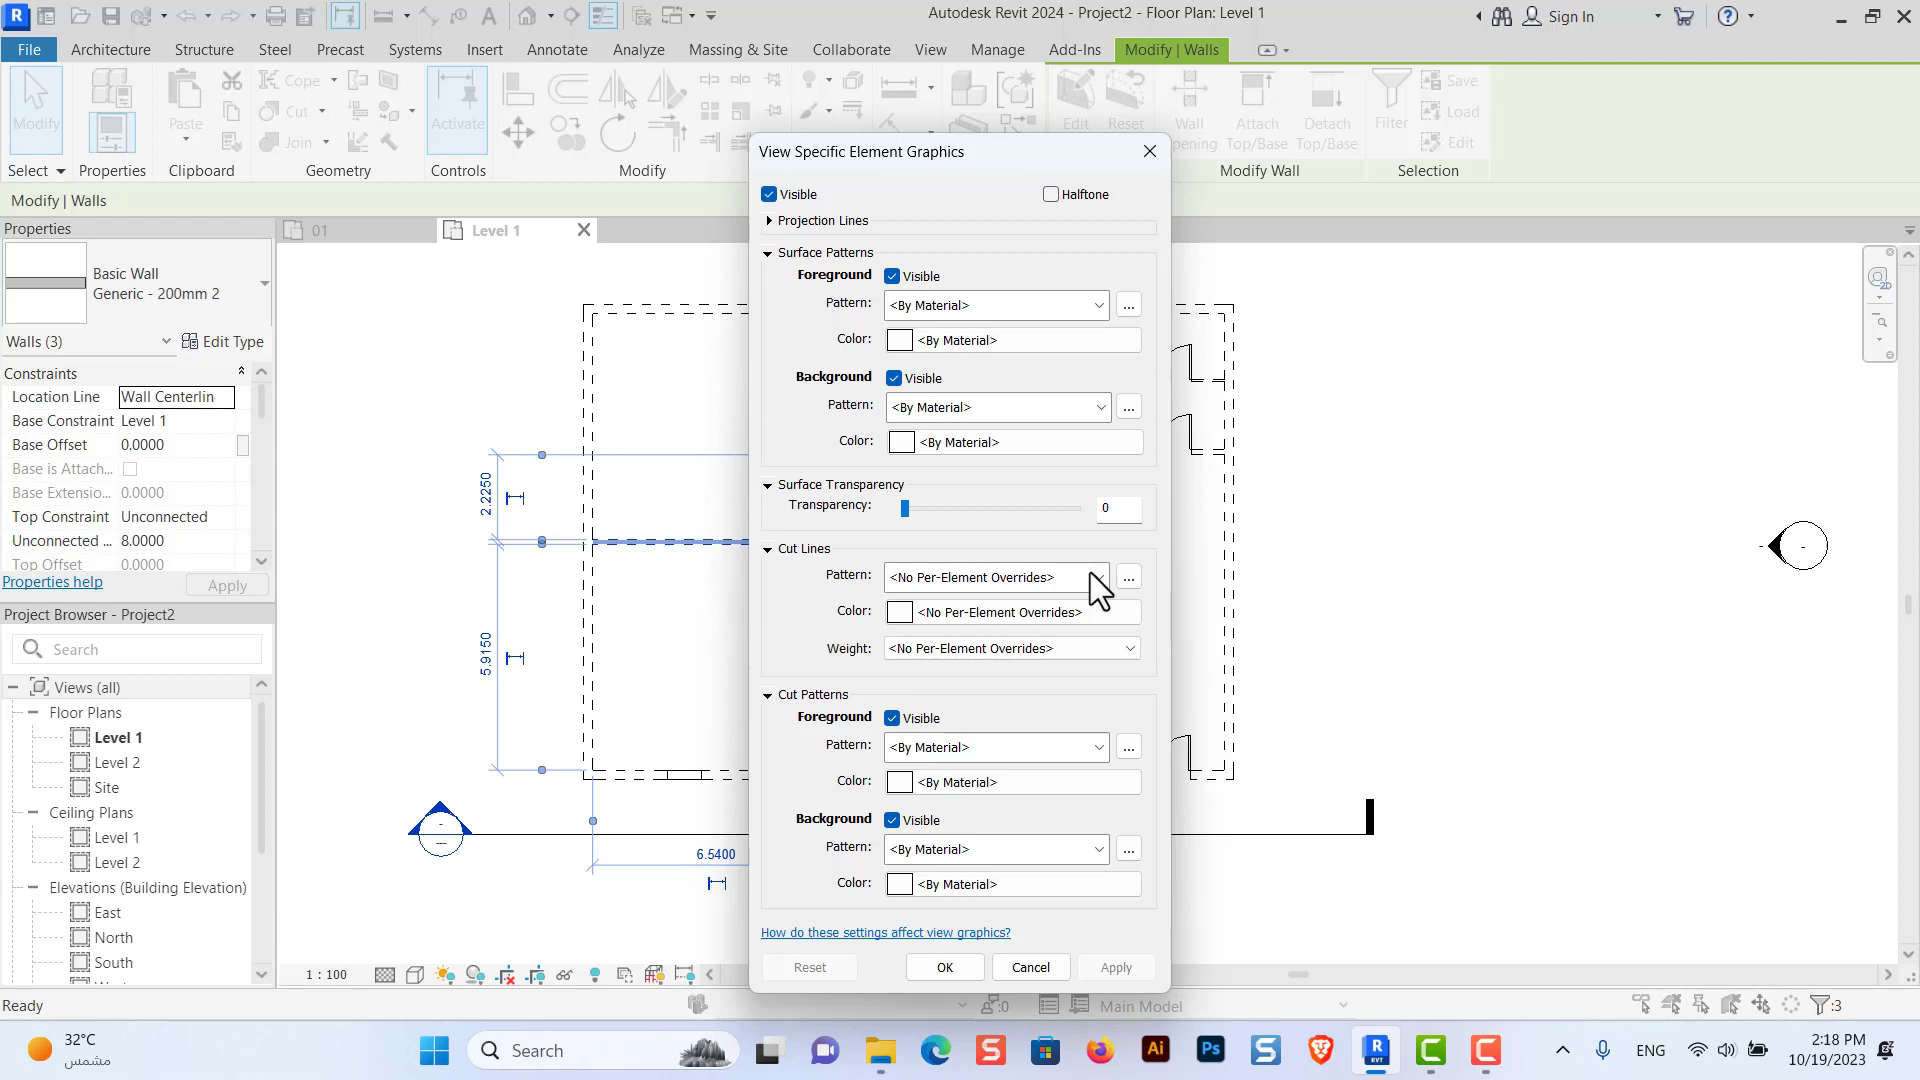 Autodesk Revit 2024 - Project2 - Floor Plan: Level 1
Sign In
File Architecture Structure Steel Precast Systems Insert Annotate Analyze Massing & Site Collaborate View Manage Add-Ins Modify | Walls
Modify
Paste
Cope
Cut
Join
Activate
Edit
Reset
Wall
pening
Attach
Top/Base
Detach
Top/Base
Filter
Save
Load
Edit
Select Properties Clipboard Geometry Controls Modify Modify Wall Selection
Modify | Walls
Properties
01
Level 1
Basic Wall
Generic - 200mm 2
Walls (3)
Edit Type
Constraints
Location Line Wall Centerlin
Base Constraint Level 1
Base Offset 0.0000
Base is Attach...
Base Extensio... 0.0000
Top Constraint Unconnected
Unconnected ... 8.0000
Top Offset 0.0000
Properties help
Apply
Project Browser - Project2
Search
Views (all)
Floor Plans
Level 1
Level 2
Site
Ceiling Plans
Level 1
Level 2
Elevations (Building Elevation)
East
North
South
2.2250
5.9150
6.5400
View Specific Element Graphics
Visible
Halftone
Projection Lines
Surface Patterns
Foreground Visible
Pattern: <By Material> ...
Color: <By Material>
Background Visible
Pattern: <By Material> ...
Color: <By Material>
Surface Transparency
Transparency: 0
Cut Lines
Pattern: <No Per-Element Overrides> ...
Color: <No Per-Element Overrides>
Weight: <No Per-Element Overrides>
Cut Patterns
Foreground Visible
Pattern: <By Material> ...
Color: <By Material>
Background Visible
Pattern: <By Material> ...
Color: <By Material>
How do these settings affect view graphics?
Reset OK Cancel Apply
1 : 100
Ready
:0
Main Model
:3
32°C
مشمس
Search
ENG
2:18 PM
10/19/2023